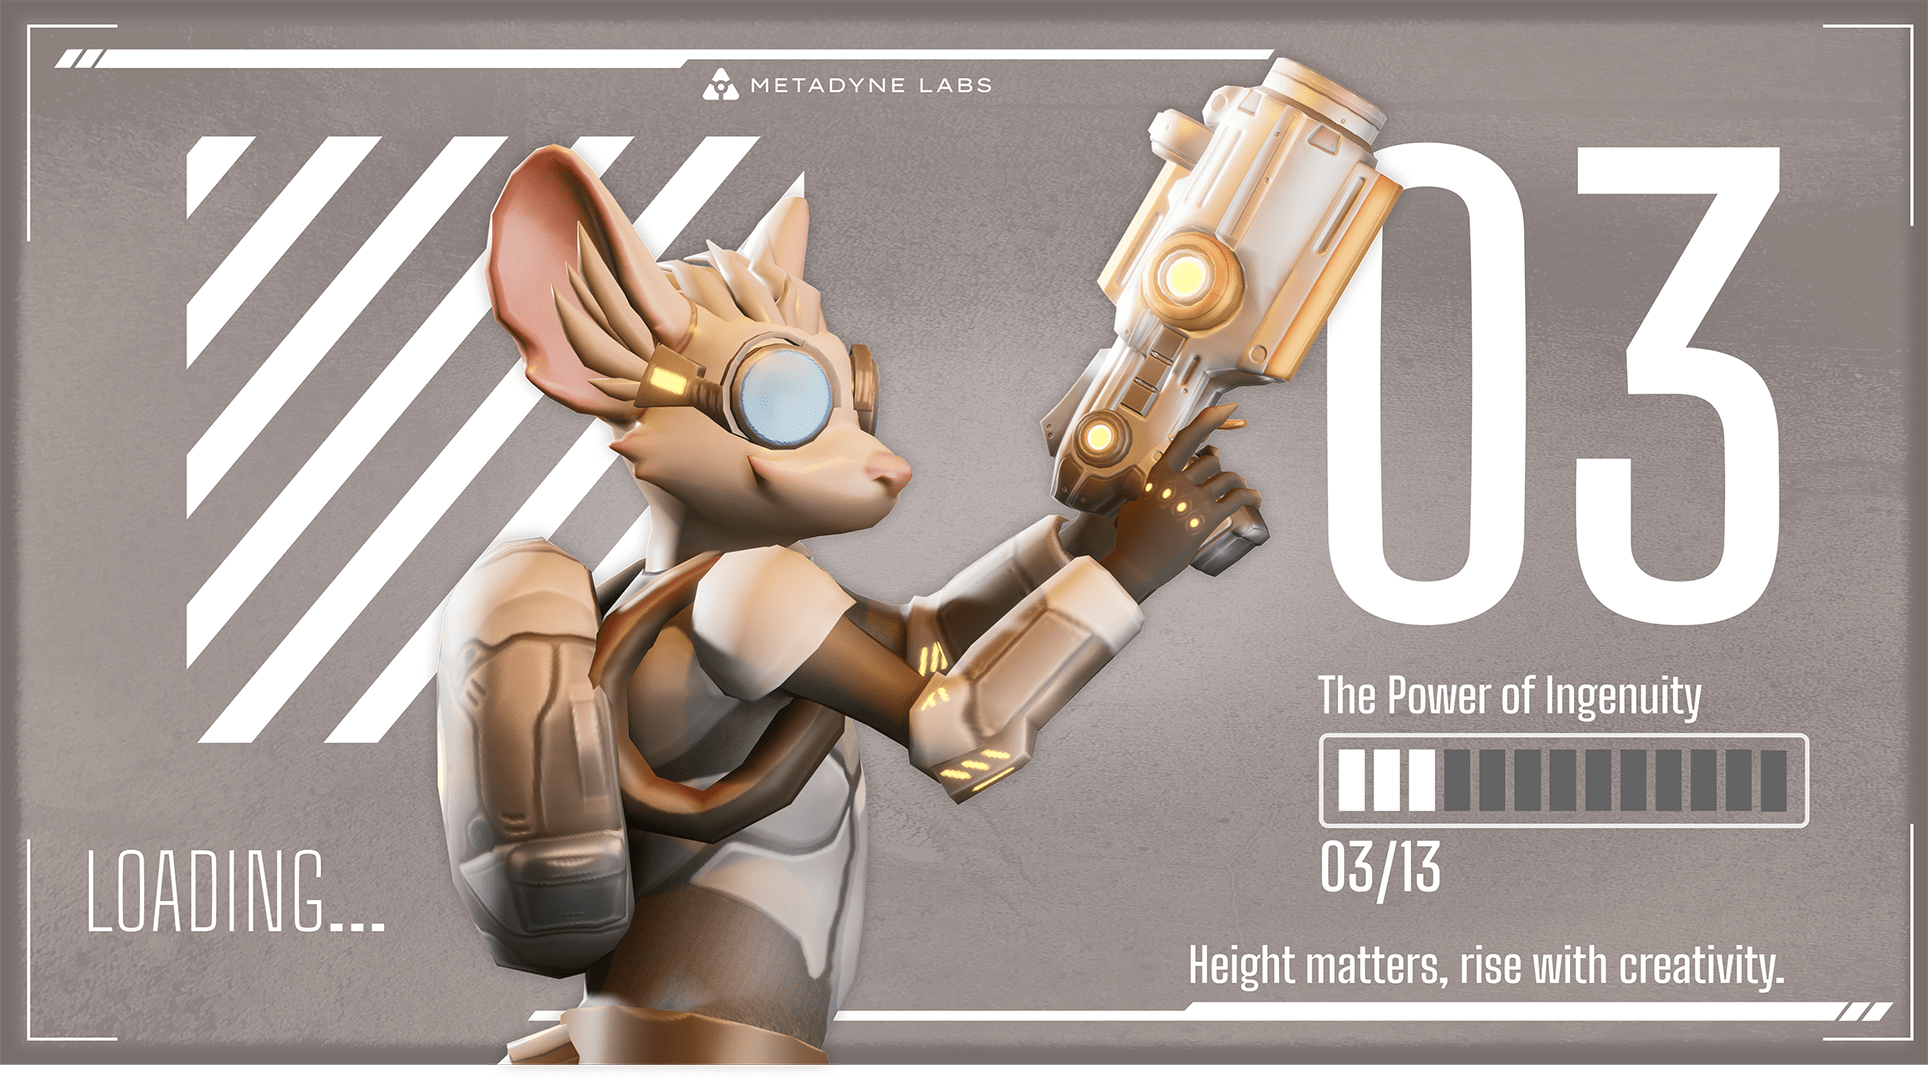 METADYNE LABS
03
The Power of Ingenuity
03/13
LOADING...
Height matters, rise with creativity.